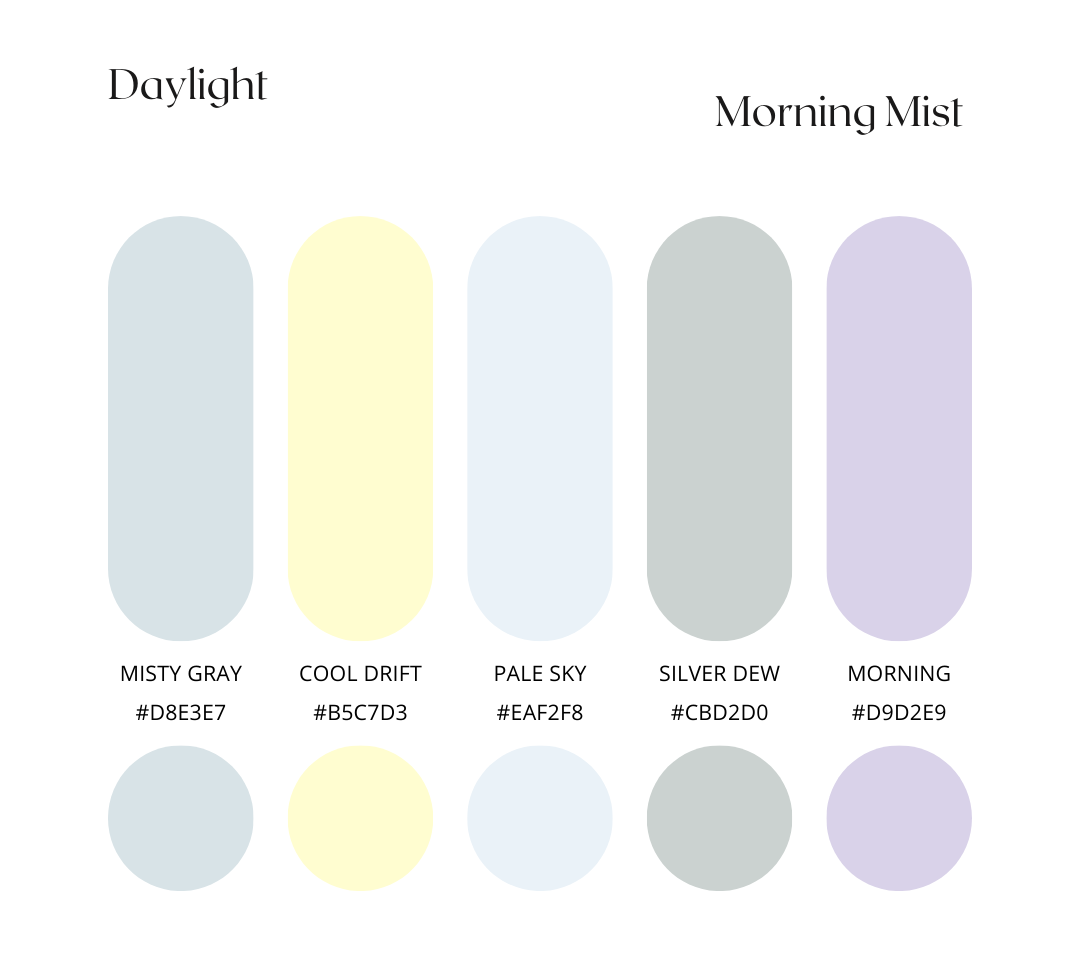 Daylight
Morning Mist
MISTY GRAY
#D8E3E7
COOL DRIFT
#B5C7D3
PALE SKY
#EAF2F8
SILVER DEW
#CBD2D0
MORNING
#D9D2E9